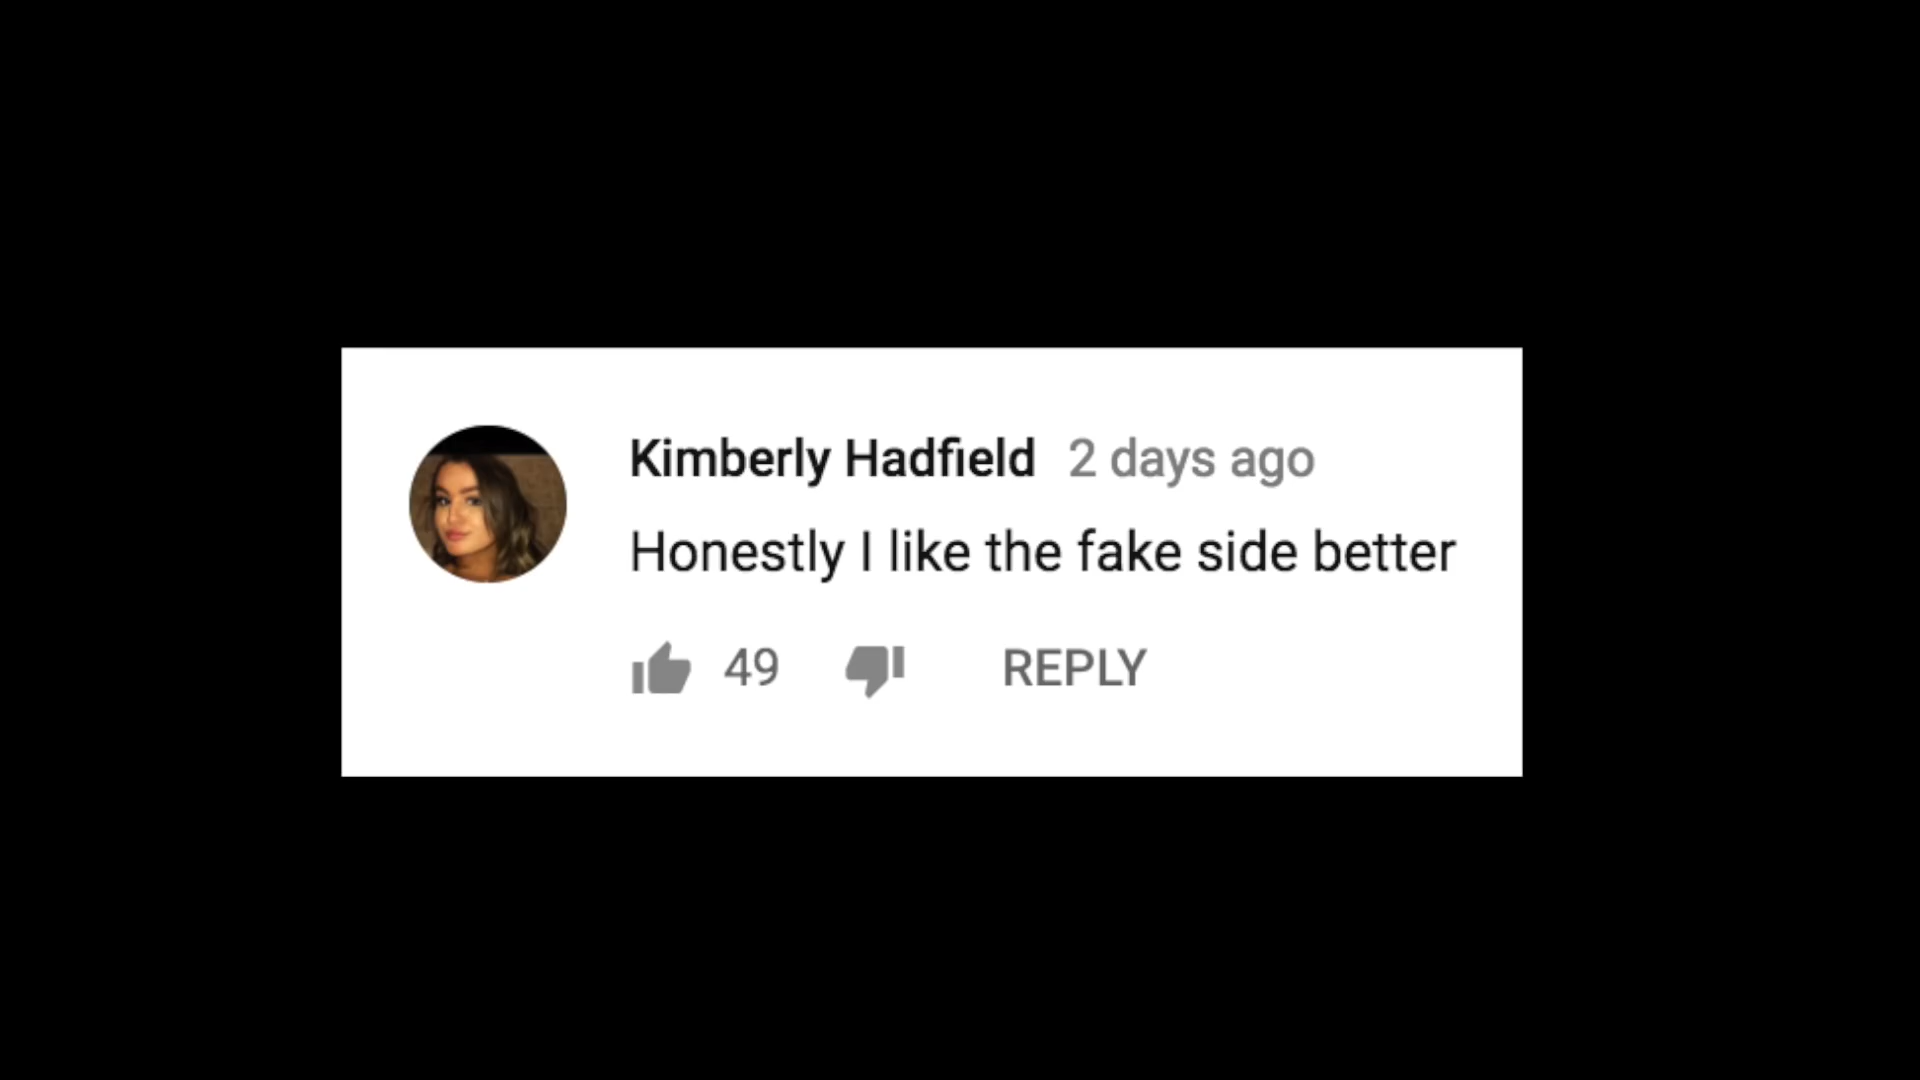 Kimberly Hadfield 2 days ago
Honestly I like the fake side better
49 REPLY